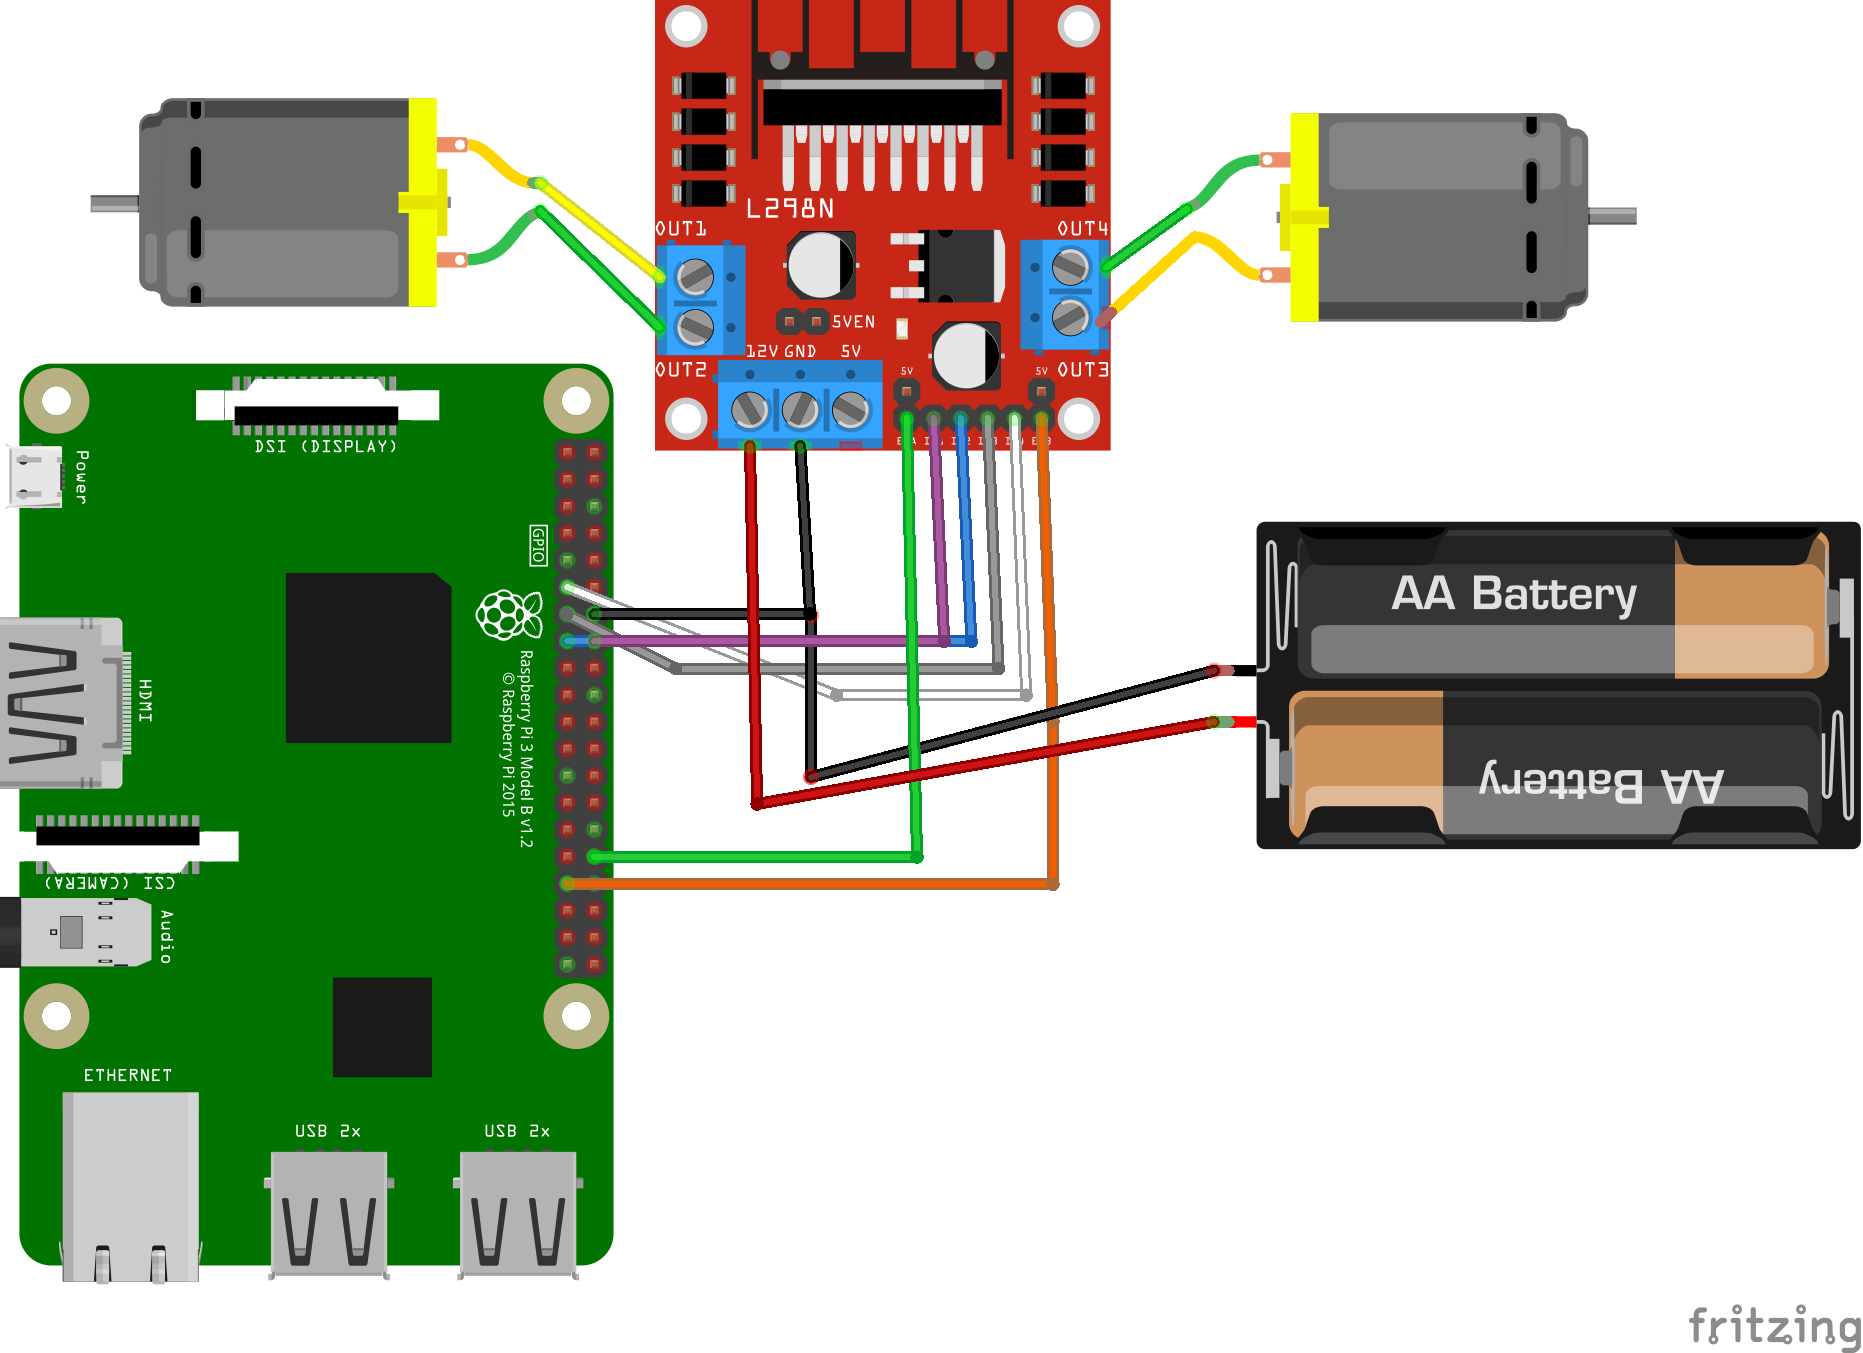 L298N
OUT1
OUT4
5VEN
12V GND 5V
OUT2
5V
5V
OUT3
DSI (DISPLAY)
Power
GPIO
AA Battery
Raspberry Pi 3 Model B v1.2
© Raspberry Pi 2015
HDMI
AA Battery
CSI (CAMERA)
Audio
ETHERNET
USB 2x
USB 2x
fritzing